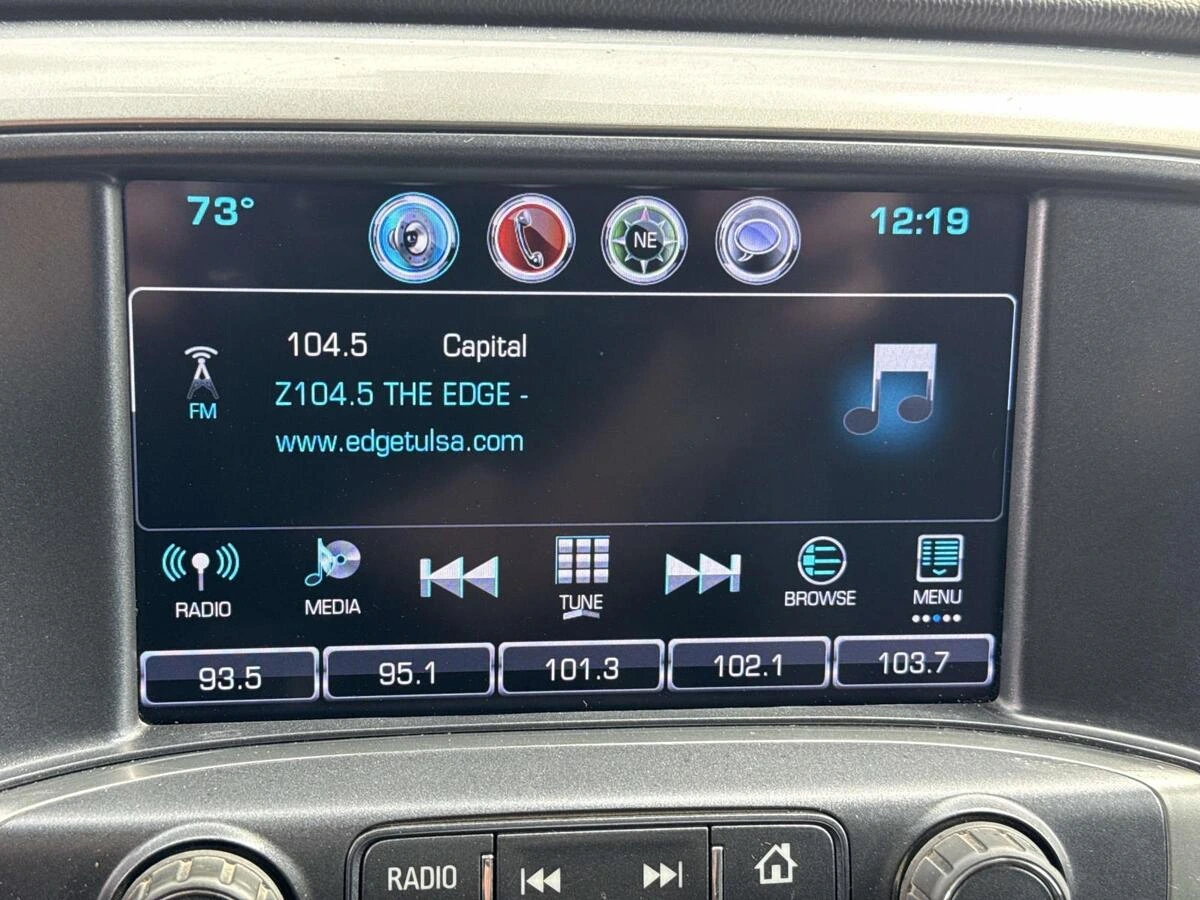 73°
NE
12:19
104.5 Capital
FM
Z104.5 THE EDGE -
www.edgetulsa.com
RADIO
MEDIA
TUNE
BROWSE
MENU
93.5
95.1
101.3
102.1
103.7
RADIO